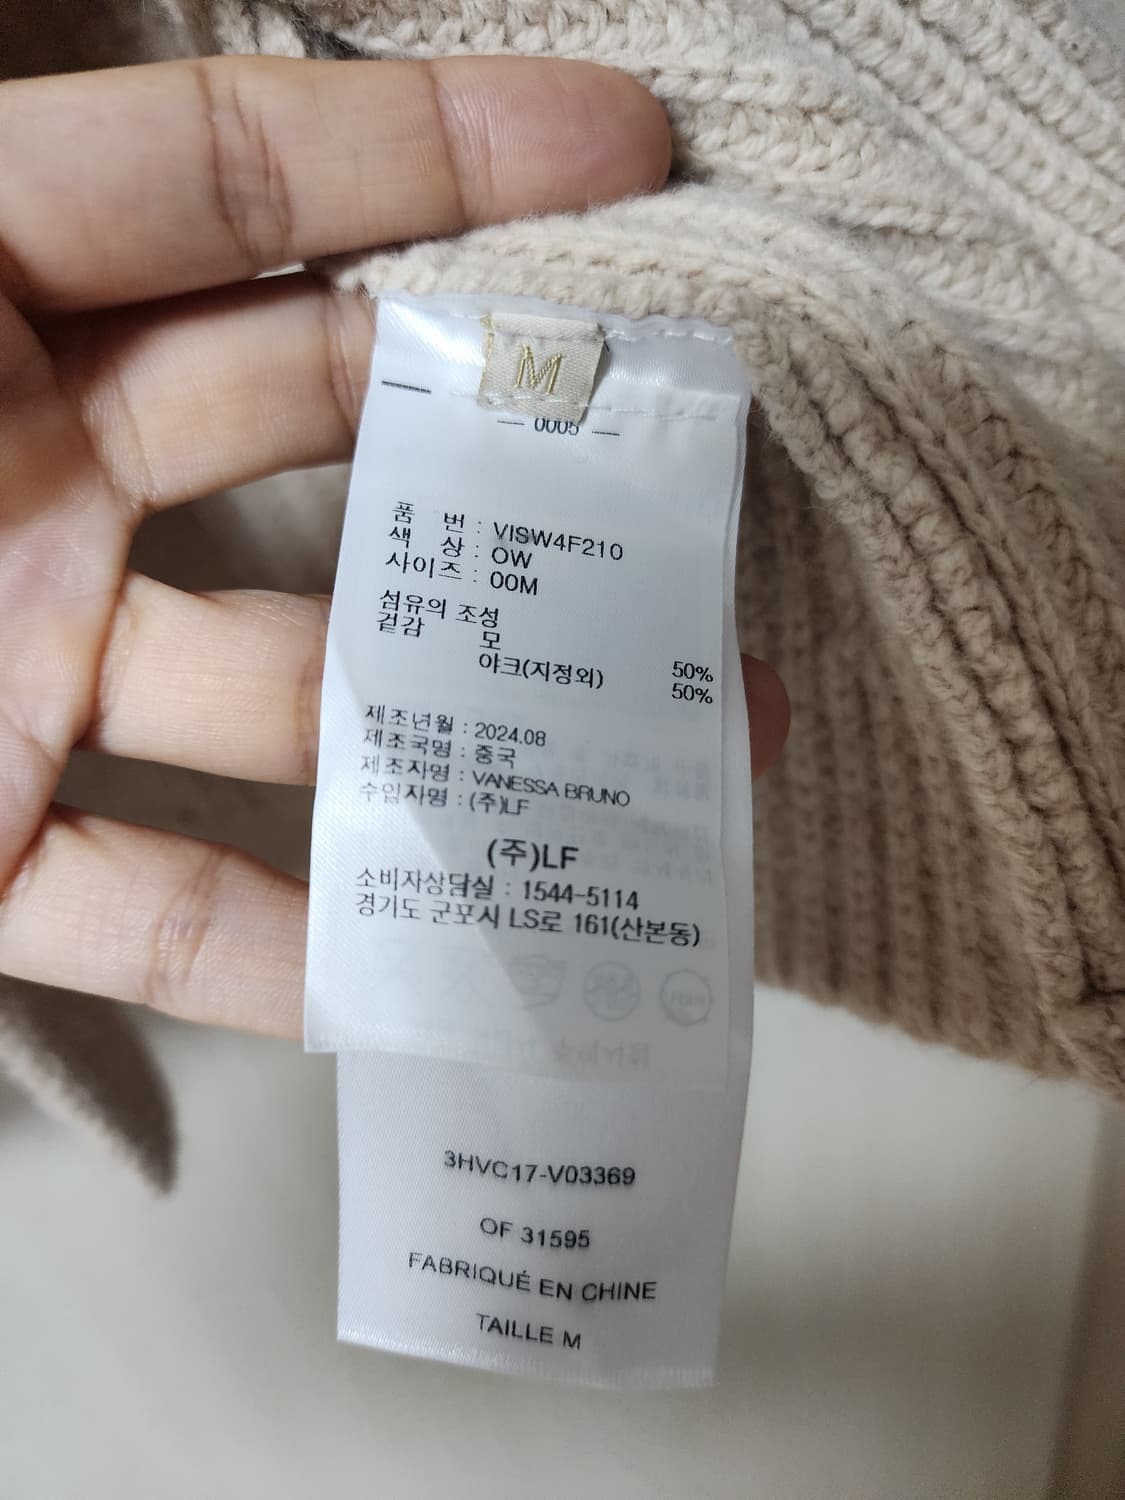 M
0005
품 번 : VISW4F210
색 상 : OW
사이즈 : 00M
섬유의 조성
겉감 모 50%
야크(지정외) 50%
제조년월 : 2024.08
제조국명 : 중국
제조자명 : VANESSA BRUNO
수입자명 : (주)LF
(주)LF
소비자상담실 : 1544-5114
경기도 군포시 LS로 161(산본동)
3HVC17-V03369
OF 31595
FABRIQUÉ EN CHINE
TAILLE M